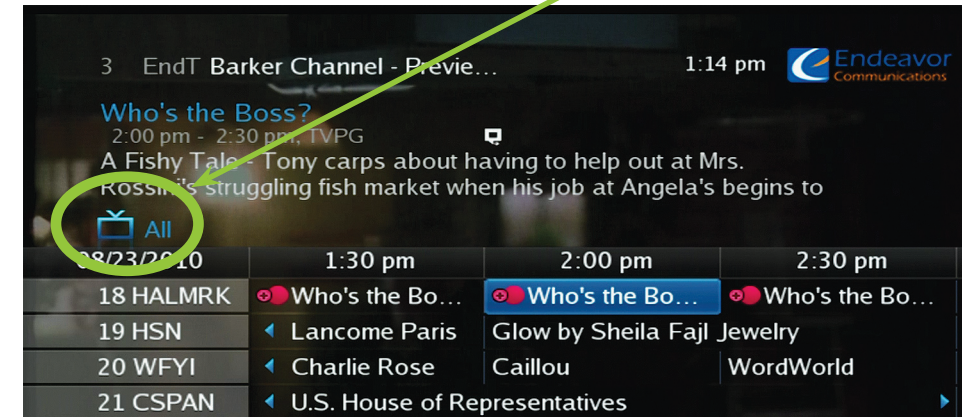 3 EndT Barker Channel - Previe... 1:14 pm Endeavor Communications
Who's the Boss?
2:00 pm - 2:30 pm, TVPG
A Fishy Tale - Tony carps about having to help out at Mrs.
Rossini's struggling fish market when his job at Angela's begins to
All
08/23/2010 1:30 pm 2:00 pm 2:30 pm
18 HALMRK Who's the Bo... Who's the Bo... Who's the Bo...
19 HSN Lancome Paris Glow by Sheila Fajl Jewelry
20 WFYI Charlie Rose Caillou WordWorld
21 CSPAN U.S. House of Representatives